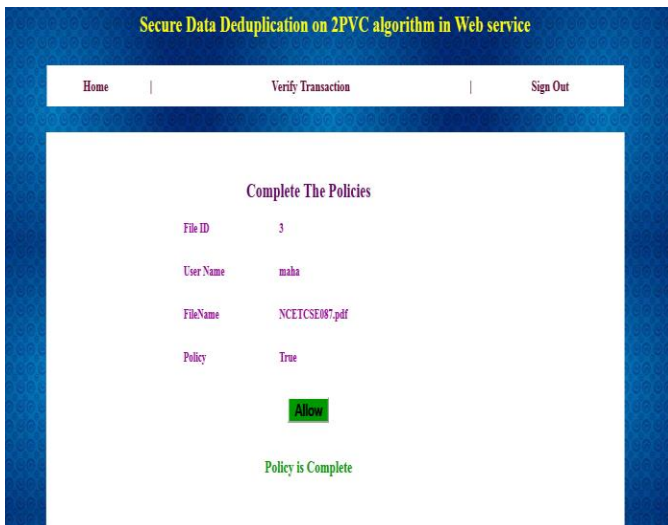 Secure Data Deduplication on 2PVC algorithm in Web service
Home | Verify Transaction | Sign Out
Complete The Policies
File ID 3
User Name maha
FileName NCETCSE087.pdf
Policy True
Allow
Policy is Complete